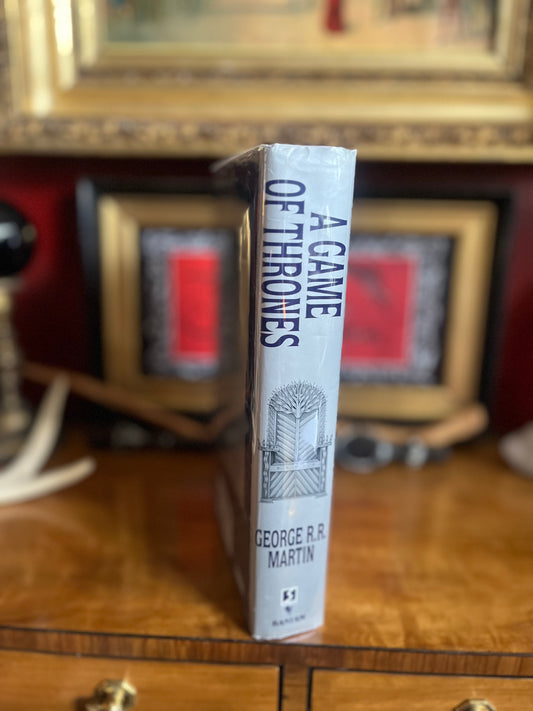 A GAME
OF THRONES
GEORGE R.R.
MARTIN
S
BANTAM